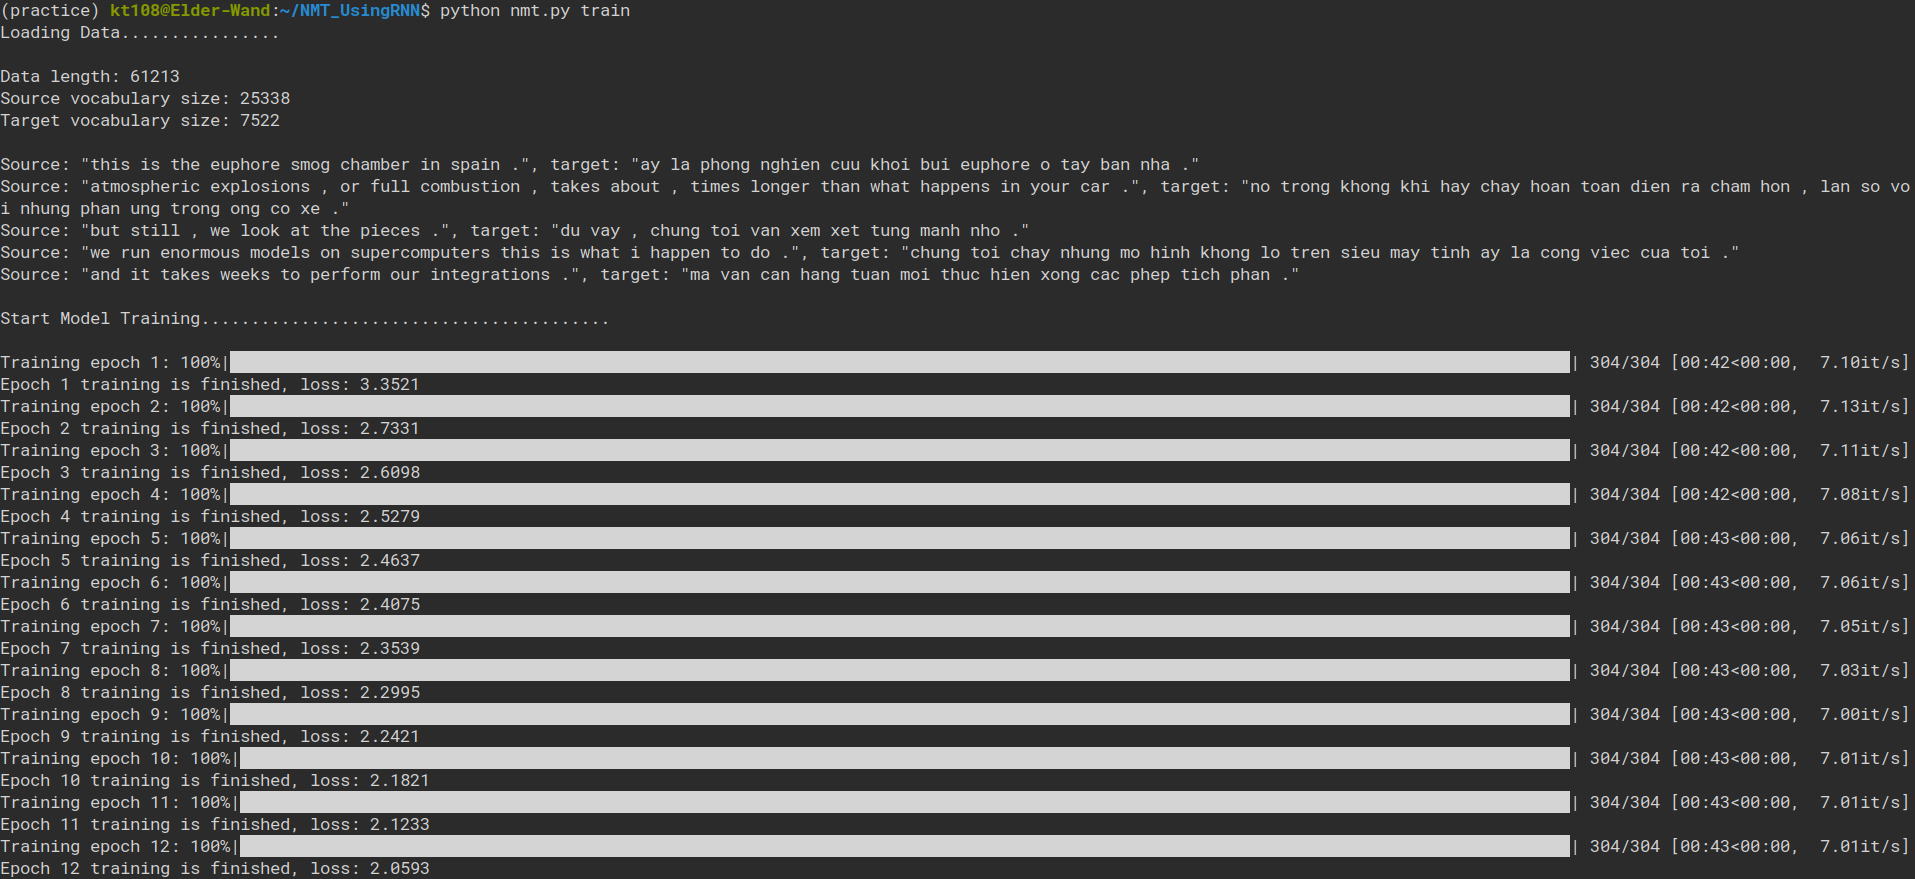 (practice) kt108@Elder-Wand:~/NMT_UsingRNN$ python nmt.py train
Loading Data................
Data length: 61213
Source vocabulary size: 25338
Target vocabulary size: 7522
Source: "this is the euphore smog chamber in spain .", target: "ay la phong nghien cuu khoi bui euphore o tay ban nha ."
Source: "atmospheric explosions , or full combustion , takes about , times longer than what happens in your car .", target: "no trong khong khi hay chay hoan toan dien ra cham hon , lan so vo
i nhung phan ung trong ong co xe ."
Source: "but still , we look at the pieces .", target: "du vay , chung toi van xem xet tung manh nho ."
Source: "we run enormous models on supercomputers this is what i happen to do .", target: "chung toi chay nhung mo hinh khong lo tren sieu may tinh ay la cong viec cua toi ."
Source: "and it takes weeks to perform our integrations .", target: "ma van can hang tuan moi thuc hien xong cac phep tich phan ."
Start Model Training.........................................
Training epoch 1: 100%| | 304/304 [00:42<00:00, 7.10it/s]
Epoch 1 training is finished, loss: 3.3521
Training epoch 2: 100%| | 304/304 [00:42<00:00, 7.13it/s]
Epoch 2 training is finished, loss: 2.7331
Training epoch 3: 100%| | 304/304 [00:42<00:00, 7.11it/s]
Epoch 3 training is finished, loss: 2.6098
Training epoch 4: 100%| | 304/304 [00:42<00:00, 7.08it/s]
Epoch 4 training is finished, loss: 2.5279
Training epoch 5: 100%| | 304/304 [00:43<00:00, 7.06it/s]
Epoch 5 training is finished, loss: 2.4637
Training epoch 6: 100%| | 304/304 [00:43<00:00, 7.06it/s]
Epoch 6 training is finished, loss: 2.4075
Training epoch 7: 100%| | 304/304 [00:43<00:00, 7.05it/s]
Epoch 7 training is finished, loss: 2.3539
Training epoch 8: 100%| | 304/304 [00:43<00:00, 7.03it/s]
Epoch 8 training is finished, loss: 2.2995
Training epoch 9: 100%| | 304/304 [00:43<00:00, 7.00it/s]
Epoch 9 training is finished, loss: 2.2421
Training epoch 10: 100%| | 304/304 [00:43<00:00, 7.01it/s]
Epoch 10 training is finished, loss: 2.1821
Training epoch 11: 100%| | 304/304 [00:43<00:00, 7.01it/s]
Epoch 11 training is finished, loss: 2.1233
Training epoch 12: 100%| | 304/304 [00:43<00:00, 7.01it/s]
Epoch 12 training is finished, loss: 2.0593